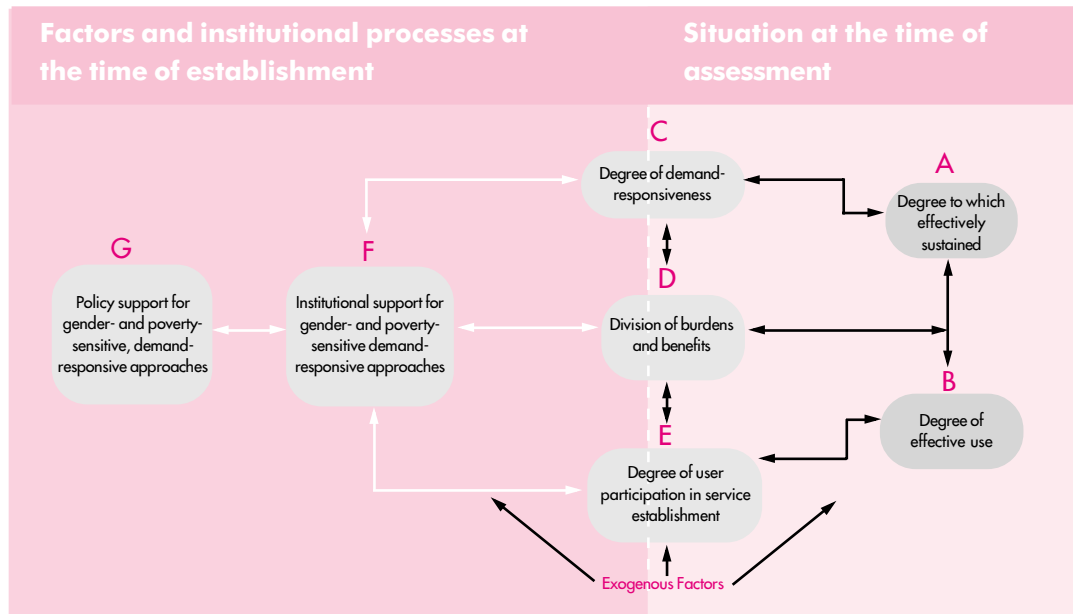 Factors and institutional processes at
the time of establishment
Situation at the time of
assessment
C
Degree of demand-
responsiveness
A
Degree to which
effectively
sustained
G
Policy support for
gender- and poverty-
sensitive, demand-
responsive approaches
F
Institutional support for
gender- and poverty-
sensitive demand-
responsive approaches
D
Division of burdens
and benefits
B
Degree of
effective use
E
Degree of user
participation in service
establishment
Exogenous Factors